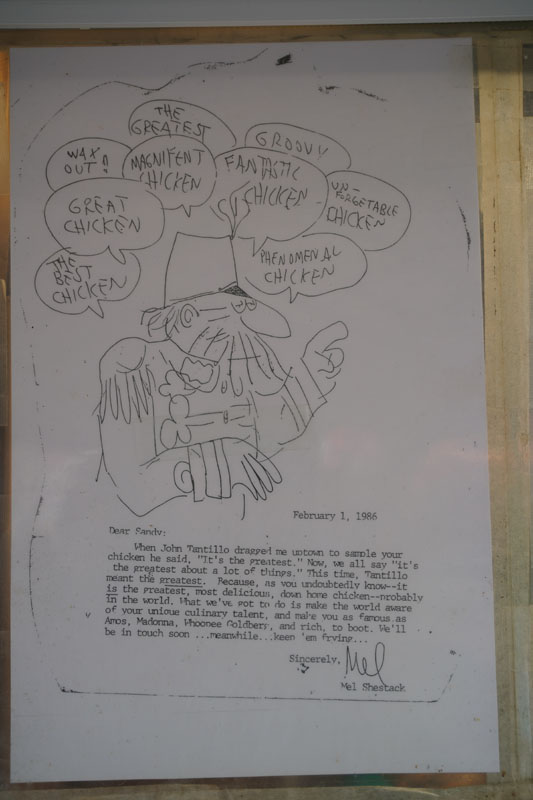 THE
GREATEST
GROOVY
WAY
OUT!
MAGNIFENT
CHICKEN
FANTASTIC
CHICKEN
UN-
FORGETABLE
CHICKEN
GREAT
CHICKEN
THE
BEST
CHICKEN
PHENOMENAL
CHICKEN
February 1, 1986
Dear Sandy:
When John Tantillo dragged me uptown to sample your
chicken he said, "It's the greatest." Now, we all say "it's
the greatest about a lot of things." This time, Tantillo
meant the greatest. Because, as you undoubtedly know--it
is the greatest, most delicious, down home chicken--probably
in the world. What we've got to do is make the world aware
of your unique culinary talent, and make you as famous as
Amos, Madonna, Whoopee Goldberg, and rich, to boot. We'll
be in touch soon ...meanwhile...keep 'em frying...
Sincerely, Mel
Mel Shestack